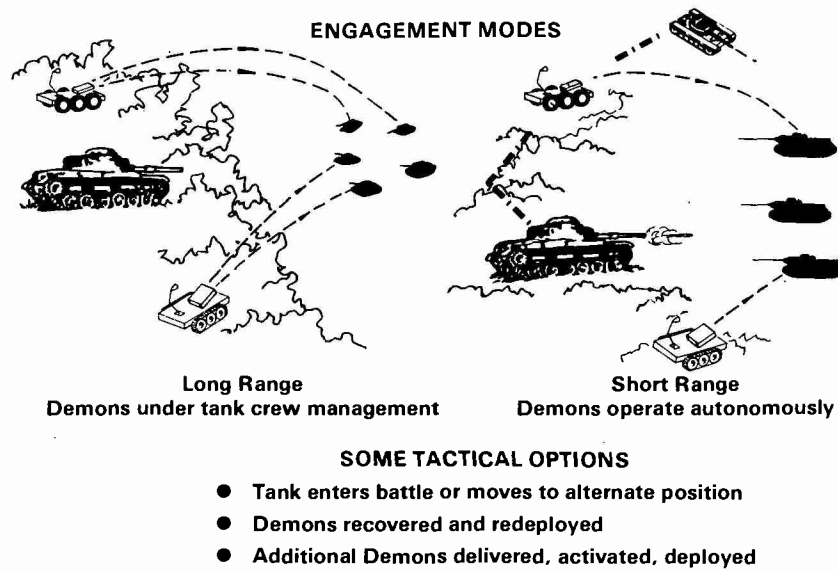 ENGAGEMENT MODES
Long Range
Demons under tank crew management
Short Range
Demons operate autonomously
SOME TACTICAL OPTIONS
● Tank enters battle or moves to alternate position
● Demons recovered and redeployed
● Additional Demons delivered, activated, deployed